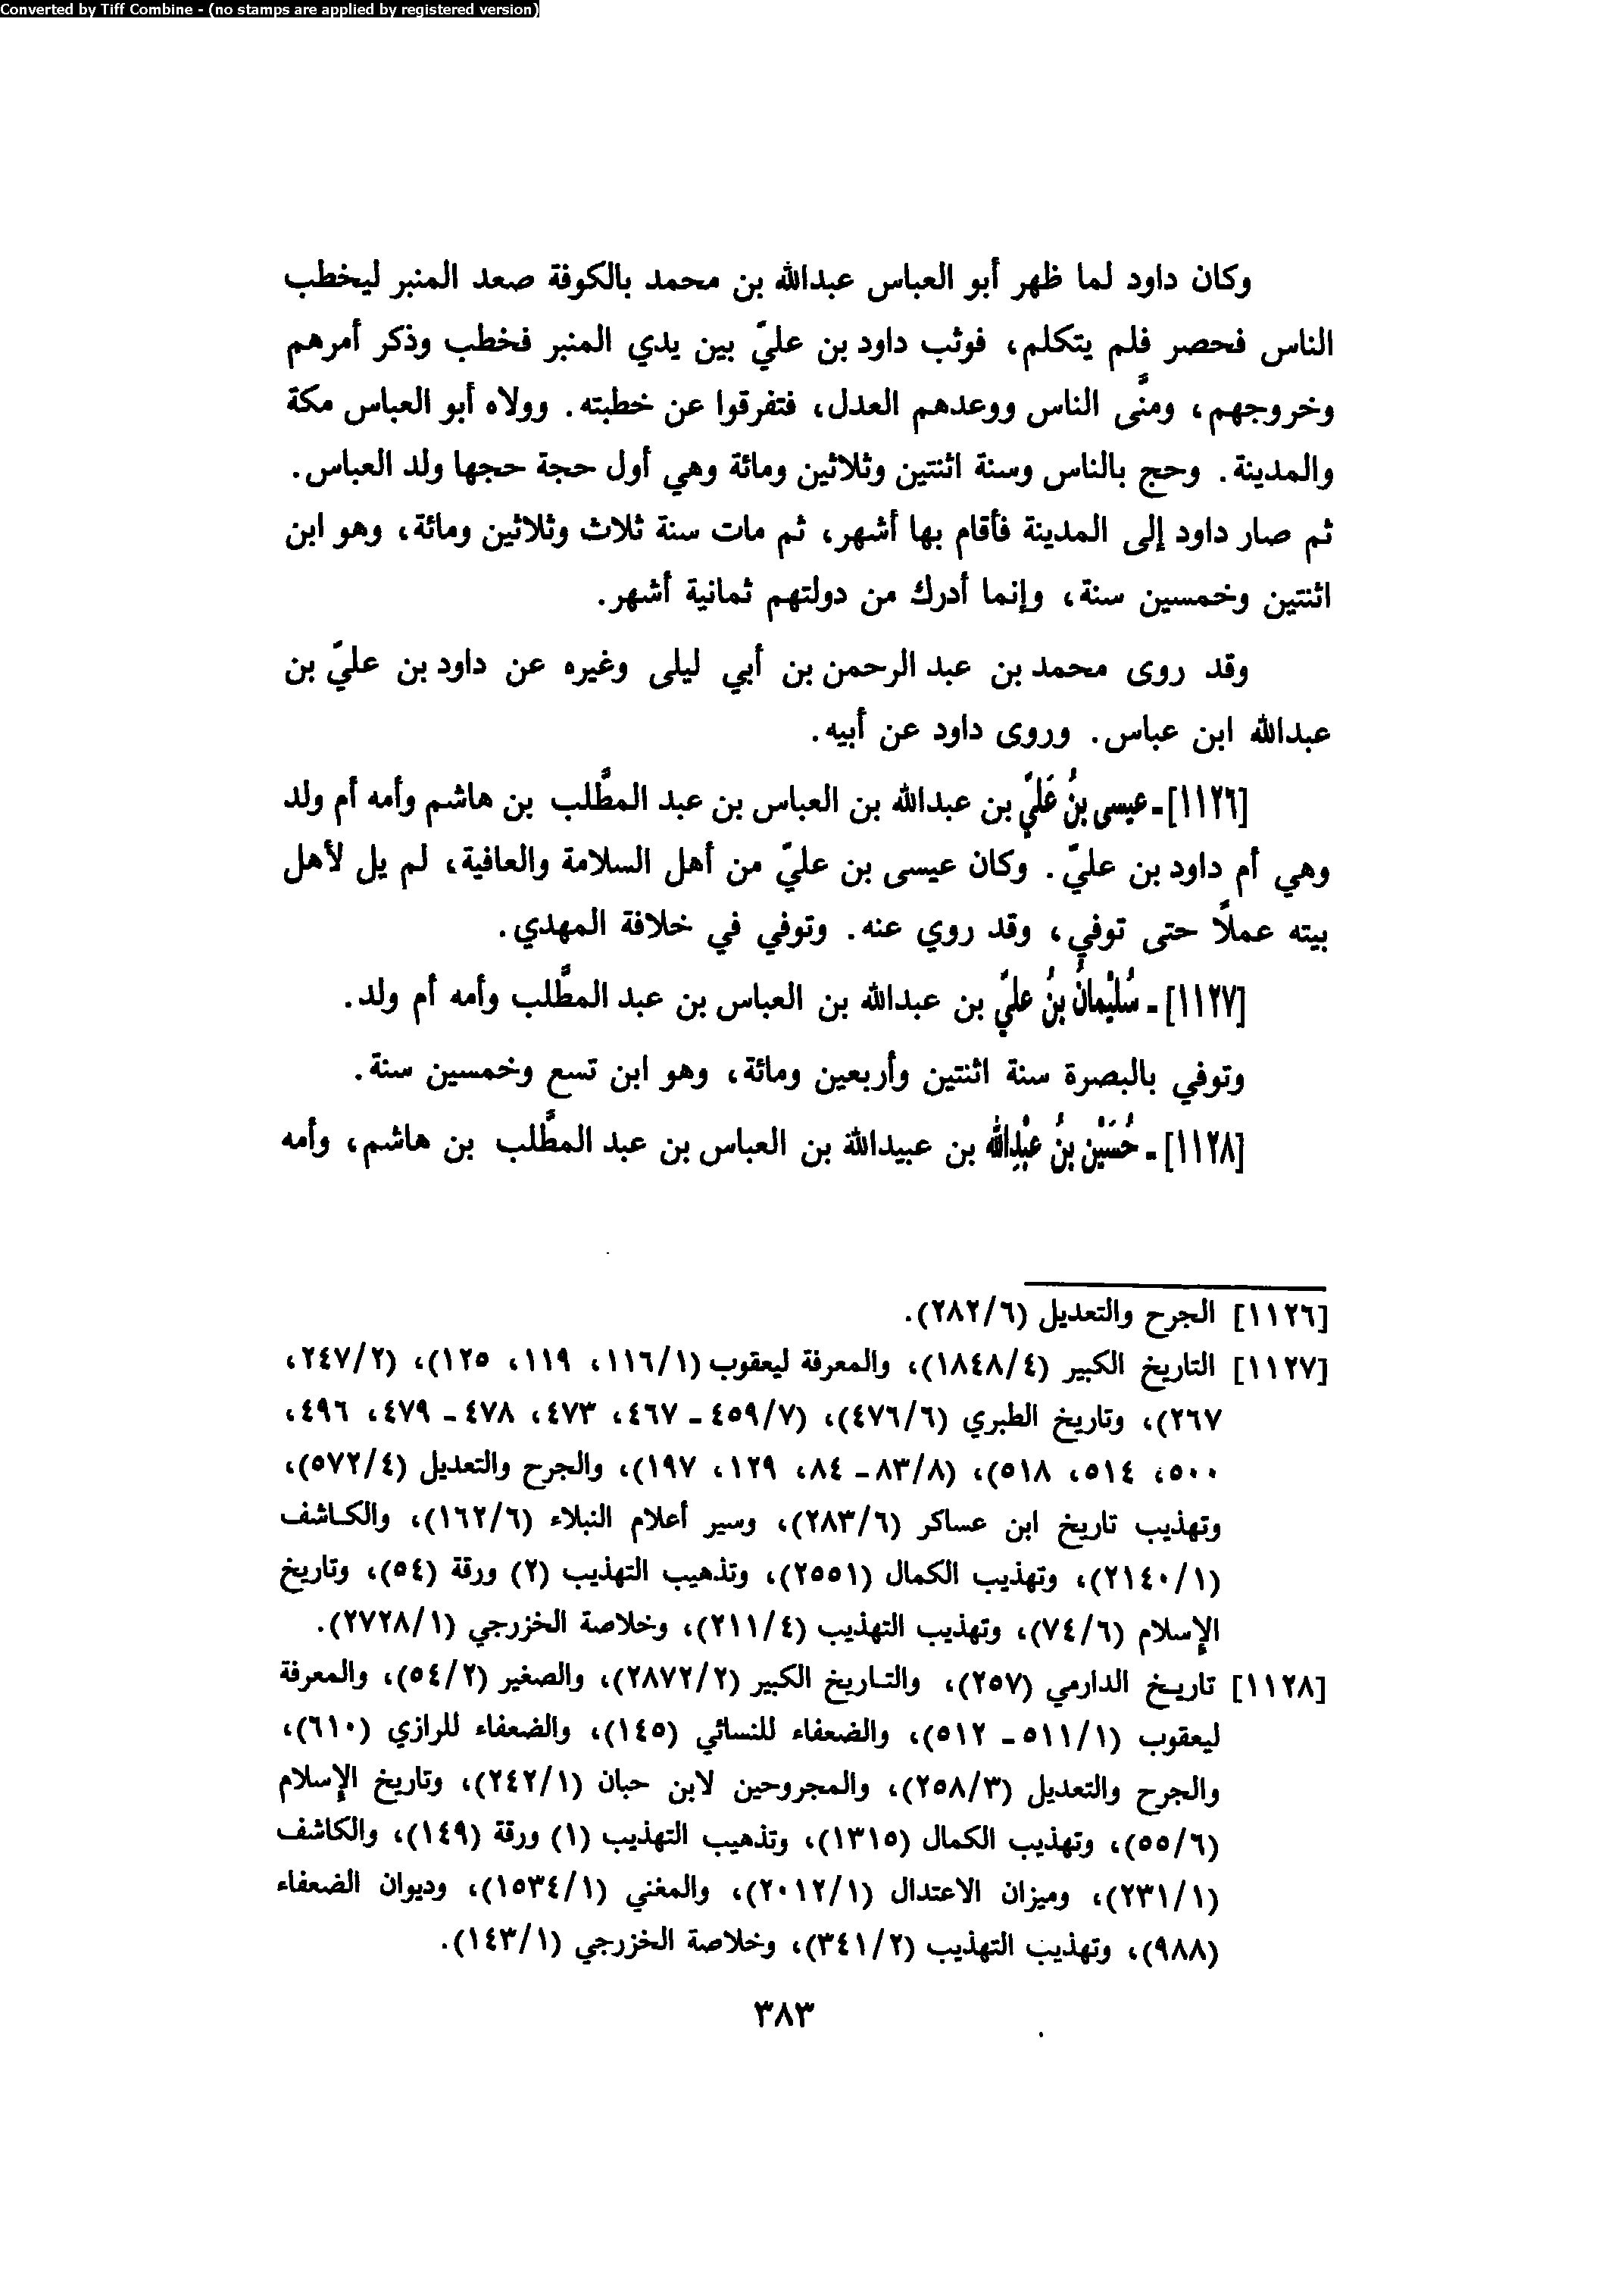 Converted by Tiff Combine - (no stamps are applied by registered version)
وكان داود لما ظهر أبو العباس عبدالله بن محمد بالكوفة صعد المنبر ليخطب
الناس فحصر فلم يتكلم، فوثب داود بن عليّ بين يدي المنبر فخطب وذكر أمرهم
وخروجهم، ومنَّى الناس ووعدهم العدل، فتفرقوا عن خطبته. وولاه أبو العباس مكة
والمدينة. وحج بالناس وسنة اثنتين وثلاثين ومائة وهي أول حجة حجها ولد العباس.
ثم صار داود إلى المدينة فأقام بها أشهر، ثم مات سنة ثلاث وثلاثين ومائة، وهو ابن
اثنتين وخمسين سنة، وإنما أدرك من دولتهم ثمانية أشهر.
وقد روى محمد بن عبد الرحمن بن أبي ليلى وغيره عن داود بن عليّ بن
عبدالله ابن عباس. وروى داود عن أبيه.
[١١٢٦] ـ عيسى بنُ عَليّ بن عبدالله بن العباس بن عبد المطَّلب بن هاشم وأمه أم ولد
وهي أم داود بن عليّ. وكان عيسى بن عليّ من أهل السلامة والعافية، لم يل لأهل
بيته عملاً حتى توفي، وقد روي عنه. وتوفي في خلافة المهدي.
[١١٢٧] ـ سُليْمانُ بنُ عليّ بن عبدالله بن العباس بن عبد المطَّلب وأمه أم ولد.
وتوفي بالبصرة سنة اثنتين وأربعين ومائة، وهو ابن تسع وخمسين سنة.
[١١٢٨] ـ حُسَيْن بنُ عبْدِالله بن عبيدالله بن العباس بن عبد المطَّلب بن هاشم، وأمه
[١١٢٦] الجرح والتعديل (٢٨٢/٦).
[١١٢٧] التاريخ الكبير (١٨٤٨/٤)، والمعرفة ليعقوب (١١٦/١، ١١٩، ١٢٥)، (٢٤٧/٢،
٢٦٧)، وتاريخ الطبري (٤٧٦/٦)، (٤٥٩/٧ ـ ٤٦٧، ٤٧٣، ٤٧٨ ـ ٤٧٩، ٤٩٦،
٥٠٠، ٥١٤، ٥١٨)، (٨٣/٨ ـ ٨٤، ١٢٩، ١٩٧)، والجرح والتعديل (٥٧٢/٤)،
وتهذيب تاريخ ابن عساكر (٢٨٣/٦)، وسير أعلام النبلاء (١٦٢/٦)، والكاشف
(٢١٤٠/١)، وتهذيب الكمال (٢٥٥١)، وتذهيب التهذيب (٢) ورقة (٥٤)، وتاريخ
الإسلام (٧٤/٦)، وتهذيب التهذيب (٢١١/٤)، وخلاصة الخزرجي (٢٧٢٨/١).
[١١٢٨] تاريخ الدارمي (٢٥٧)، والتاريخ الكبير (٢٨٧٢/٢)، والصغير (٥٤/٢)، والمعرفة
ليعقوب (٥١١/١ ـ ٥١٢)، والضعفاء للنسائي (١٤٥)، والضعفاء للرازي (٦١٠)،
والجرح والتعديل (٢٥٨/٣)، والمجروحين لابن حبان (٢٤٢/١)، وتاريخ الإسلام
(٥٥/٦)، وتهذيب الكمال (١٣١٥)، وتذهيب التهذيب (١) ورقة (١٤٩)، والكاشف
(٢٣١/١)، وميزان الاعتدال (٢٠١٢/١)، والمغني (١٥٣٤/١)، وديوان الضعفاء
(٩٨٨)، وتهذيب التهذيب (٣٤١/٢)، وخلاصة الخزرجي (١٤٣/١).
٣٨٣